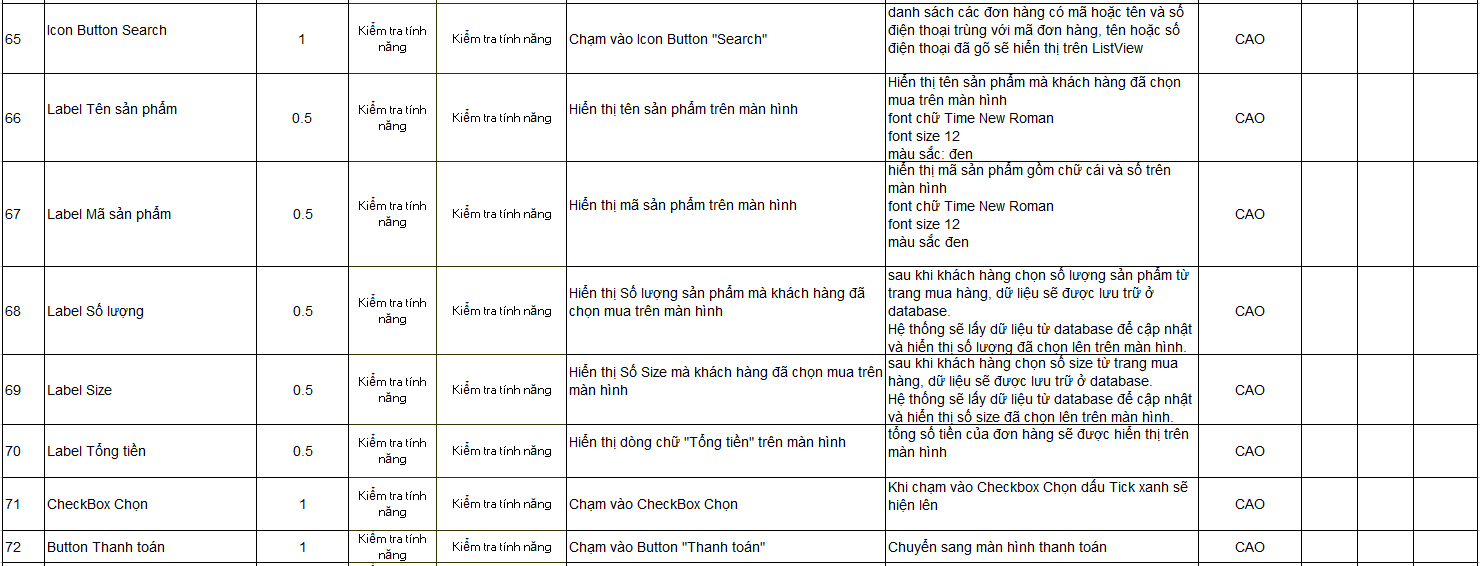 65
Icon Button Search
1
Kiểm tra tính
năng
Kiểm tra tính năng
Chạm vào Icon Button "Search"
danh sách các đơn hàng có mã hoặc tên và số
điện thoại trùng với mã đơn hàng, tên hoặc số
điện thoại đã gõ sẽ hiển thị trên ListView
CAO
66
Label Tên sản phẩm
0.5
Kiểm tra tính
năng
Kiểm tra tính năng
Hiển thị tên sản phẩm trên màn hình
Hiển thị tên sản phẩm mà khách hàng đã chọn
mua trên màn hình
font chữ Time New Roman
font size 12
màu sắc: đen
CAO
67
Label Mã sản phẩm
0.5
Kiểm tra tính
năng
Kiểm tra tính năng
Hiển thị mã sản phẩm trên màn hình
hiển thị mã sản phẩm gồm chữ cái và số trên
màn hình
font chữ Time New Roman
font size 12
màu sắc đen
CAO
68
Label Số lượng
0.5
Kiểm tra tính
năng
Kiểm tra tính năng
Hiển thị Số lượng sản phẩm mà khách hàng đã
chọn mua trên màn hình
sau khi khách hàng chọn số lượng sản phẩm từ
trang mua hàng, dữ liệu sẽ được lưu trữ ở
database.
Hệ thống sẽ lấy dữ liệu từ database để cập nhật
và hiển thị số lượng đã chọn lên trên màn hình.
CAO
69
Label Size
0.5
Kiểm tra tính
năng
Kiểm tra tính năng
Hiển thị Số Size mà khách hàng đã chọn mua trên
màn hình
sau khi khách hàng chọn số size từ trang mua
hàng, dữ liệu sẽ được lưu trữ ở database.
Hệ thống sẽ lấy dữ liệu từ database để cập nhật
và hiển thị số size đã chọn lên trên màn hình.
CAO
70
Label Tổng tiền
0.5
Kiểm tra tính
năng
Kiểm tra tính năng
Hiển thị dòng chữ "Tổng tiền" trên màn hình
tổng số tiền của đơn hàng sẽ được hiển thị trên
màn hình
CAO
71
CheckBox Chọn
1
Kiểm tra tính
năng
Kiểm tra tính năng
Chạm vào CheckBox Chọn
Khi chạm vào Checkbox Chọn dấu Tick xanh sẽ
hiện lên
CAO
72
Button Thanh toán
1
Kiểm tra tính
năng
Kiểm tra tính năng
Chạm vào Button "Thanh toán"
Chuyển sang màn hình thanh toán
CAO